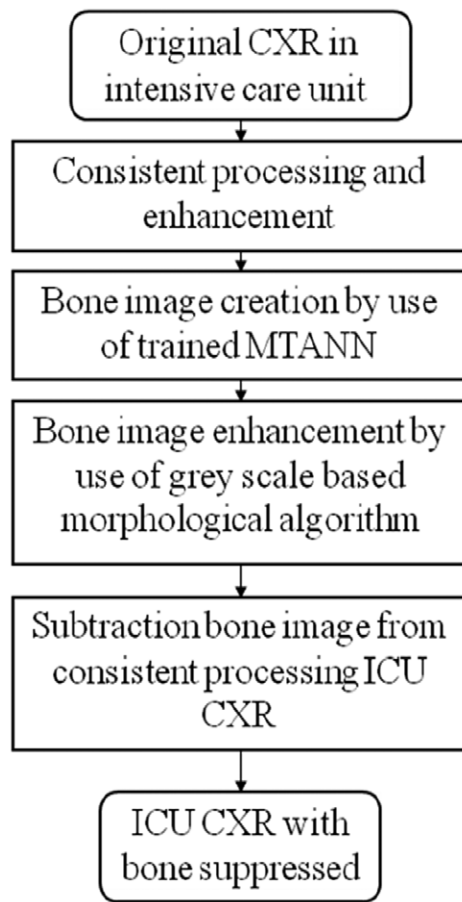 Original CXR in
intensive care unit
Consistent processing
and enhancement
Bone image creation by use
of trained MTANN
Bone image enhancement by
use of grey scale based
morphological algorithm
Subtraction bone image from
consistent processing ICU
CXR
ICU CXR with
bone suppressed